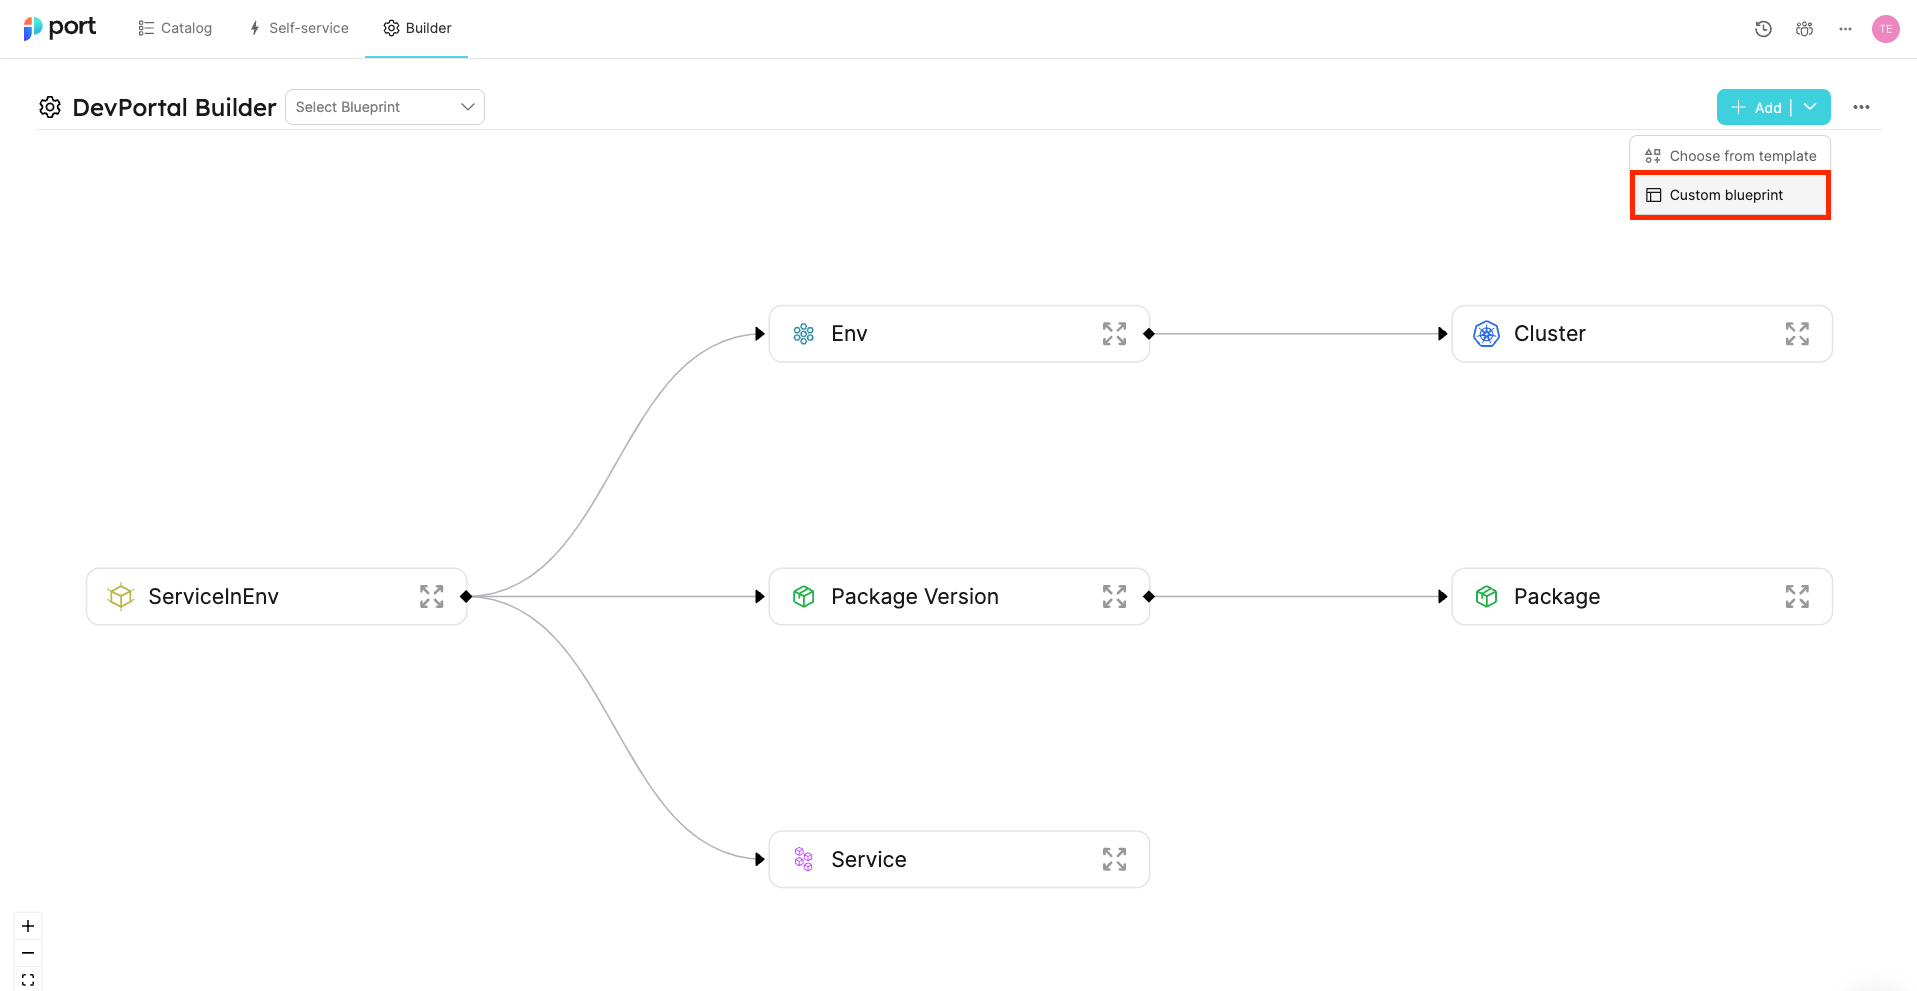 port
Catalog
Self-service
Builder
TE
DevPortal Builder
Select Blueprint
Add
Choose from template
Custom blueprint
Env
Cluster
ServiceInEnv
Package Version
Package
Service